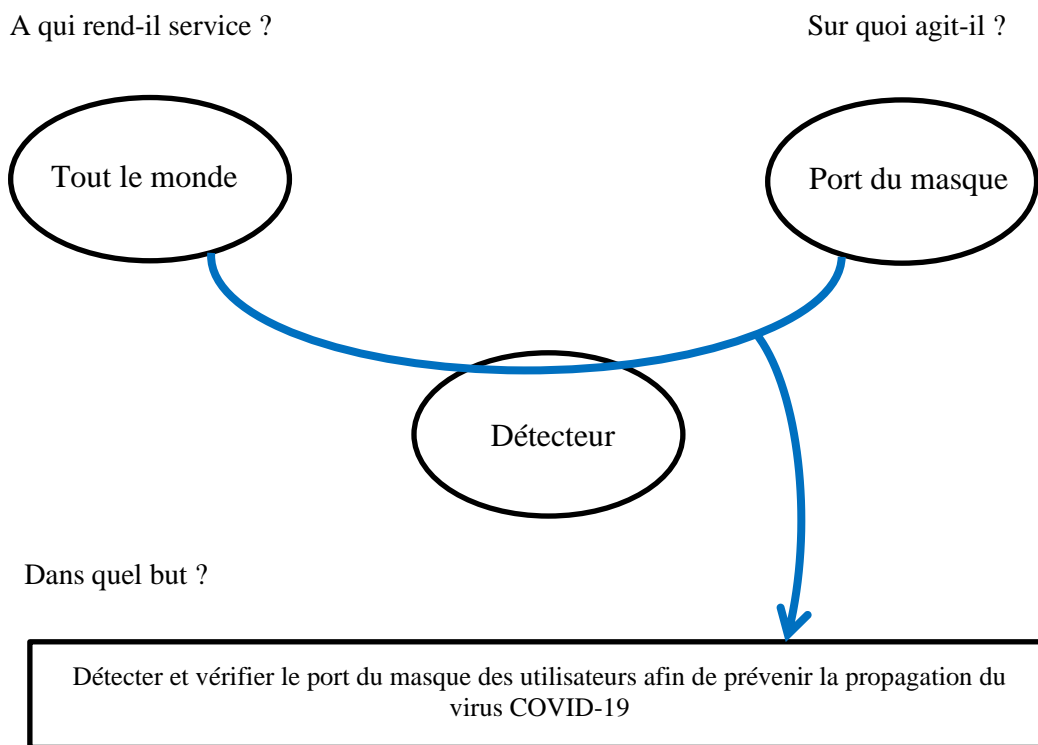 A qui rend-il service ?
Sur quoi agit-il ?
Tout le monde
Port du masque
Détecteur
Dans quel but ?
Détecter et vérifier le port du masque des utilisateurs afin de prévenir la propagation du
virus COVID-19